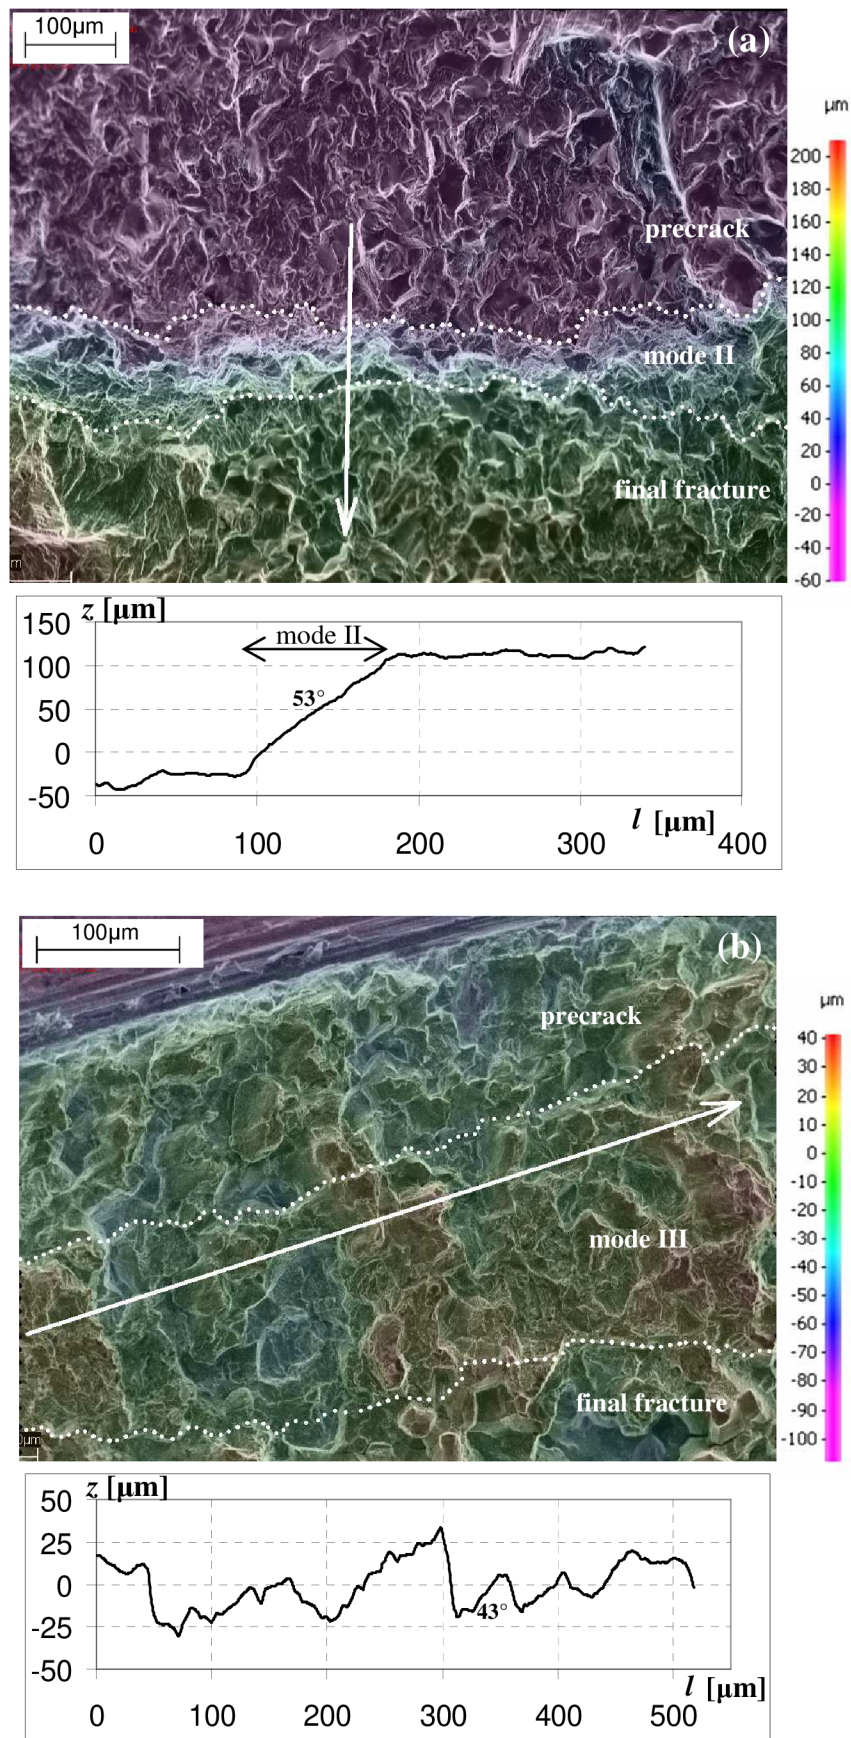 100µm
(a)
µm
200
180
160
140
120
100
80
60
40
20
0
-20
-40
-60
precrack
mode II
final fracture
m
z [µm]
150
100
50
0
-50
mode II
53°
l [µm]
0 100 200 300 400
100µm
(b)
µm
40
30
20
10
0
-10
-20
-30
-40
-50
-60
-70
-80
-90
-100
precrack
mode III
final fracture
µm
z [µm]
50
25
0
-25
-50
43°
l [µm]
0 100 200 300 400 500